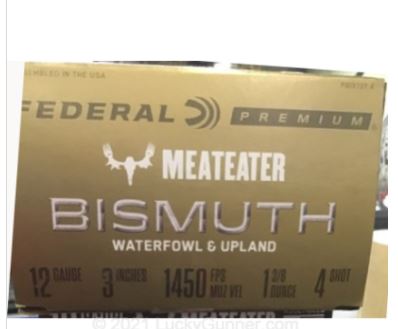 ASSEMBLED IN THE USA
FEDERAL PREMIUM
MEATEATER
BISMUTH
WATERFOWL & UPLAND
12 GAUGE 3 INCHES 1450 FPS MUZ VEL 1 3/8 OUNCE 4 SHOT
MEATEATER
© 2021 LuckyGunner.com